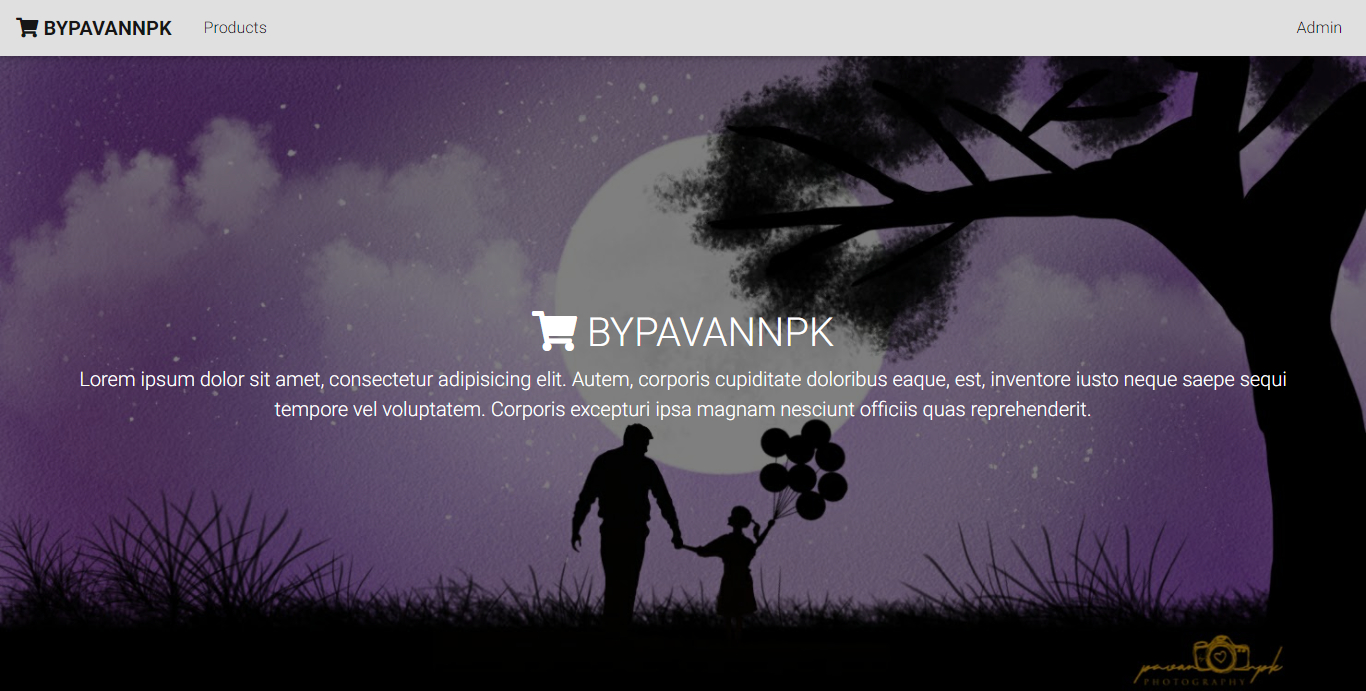 BYPAVANNPK Products Admin
BYPAVANNPK
Lorem ipsum dolor sit amet, consectetur adipisicing elit. Autem, corporis cupiditate doloribus eaque, est, inventore iusto neque saepe sequi
tempore vel voluptatem. Corporis excepturi ipsa magnam nesciunt officiis quas reprehenderit.
pavan npk
PHOTOGRAPHY